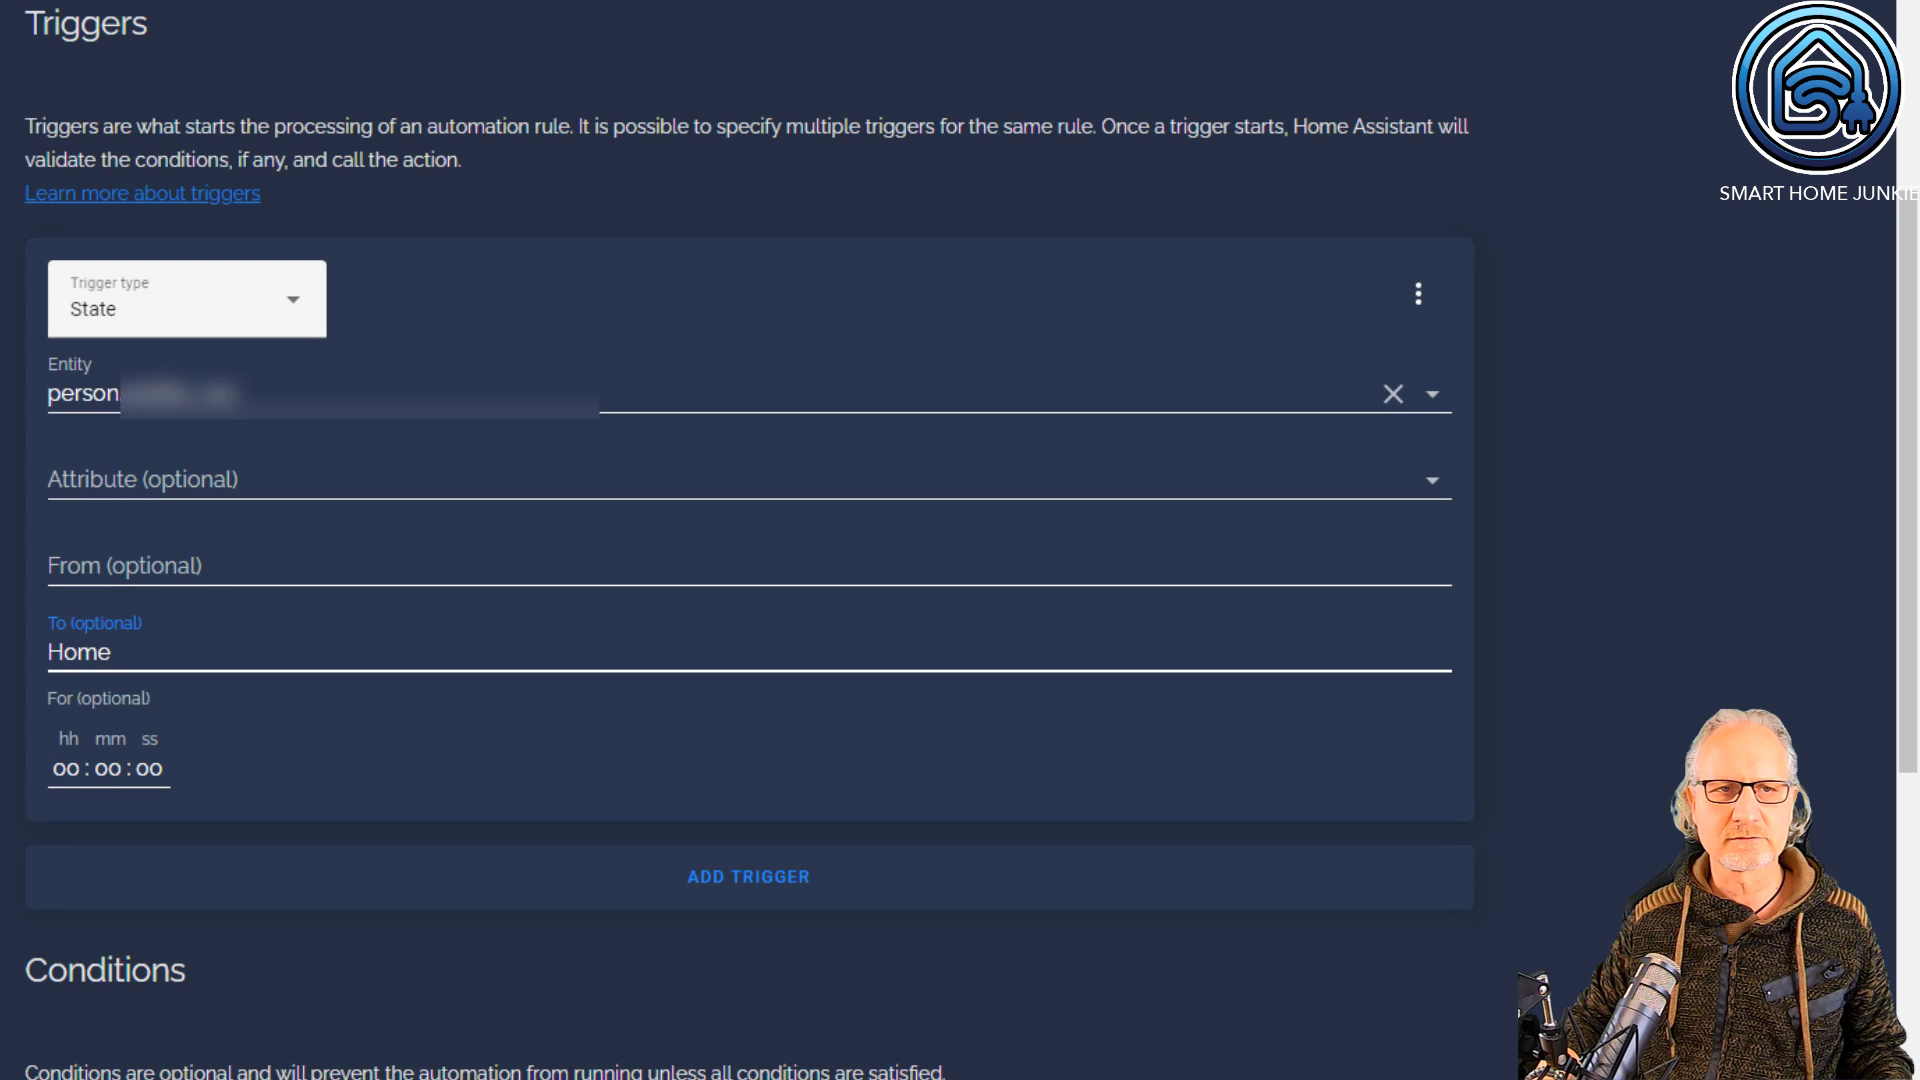 Triggers
SMART HOME JUNKIE
Triggers are what starts the processing of an automation rule. It is possible to specify multiple triggers for the same rule. Once a trigger starts, Home Assistant will
validate the conditions, if any, and call the action.
Learn more about triggers
Trigger type
State
Entity
person.
Attribute (optional)
From (optional)
To (optional)
Home
For (optional)
hh mm ss
00 : 00 : 00
ADD TRIGGER
Conditions
Conditions are optional and will prevent the automation from running unless all conditions are satisfied.